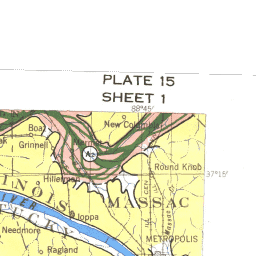 PLATE 15
SHEET 1
88°45'
New Columbia
Boaz
Grinnell
Round Knob
37°15'
Hillerman
MASSAC
Joppa
Needmore
METROPOLIS
Ragland